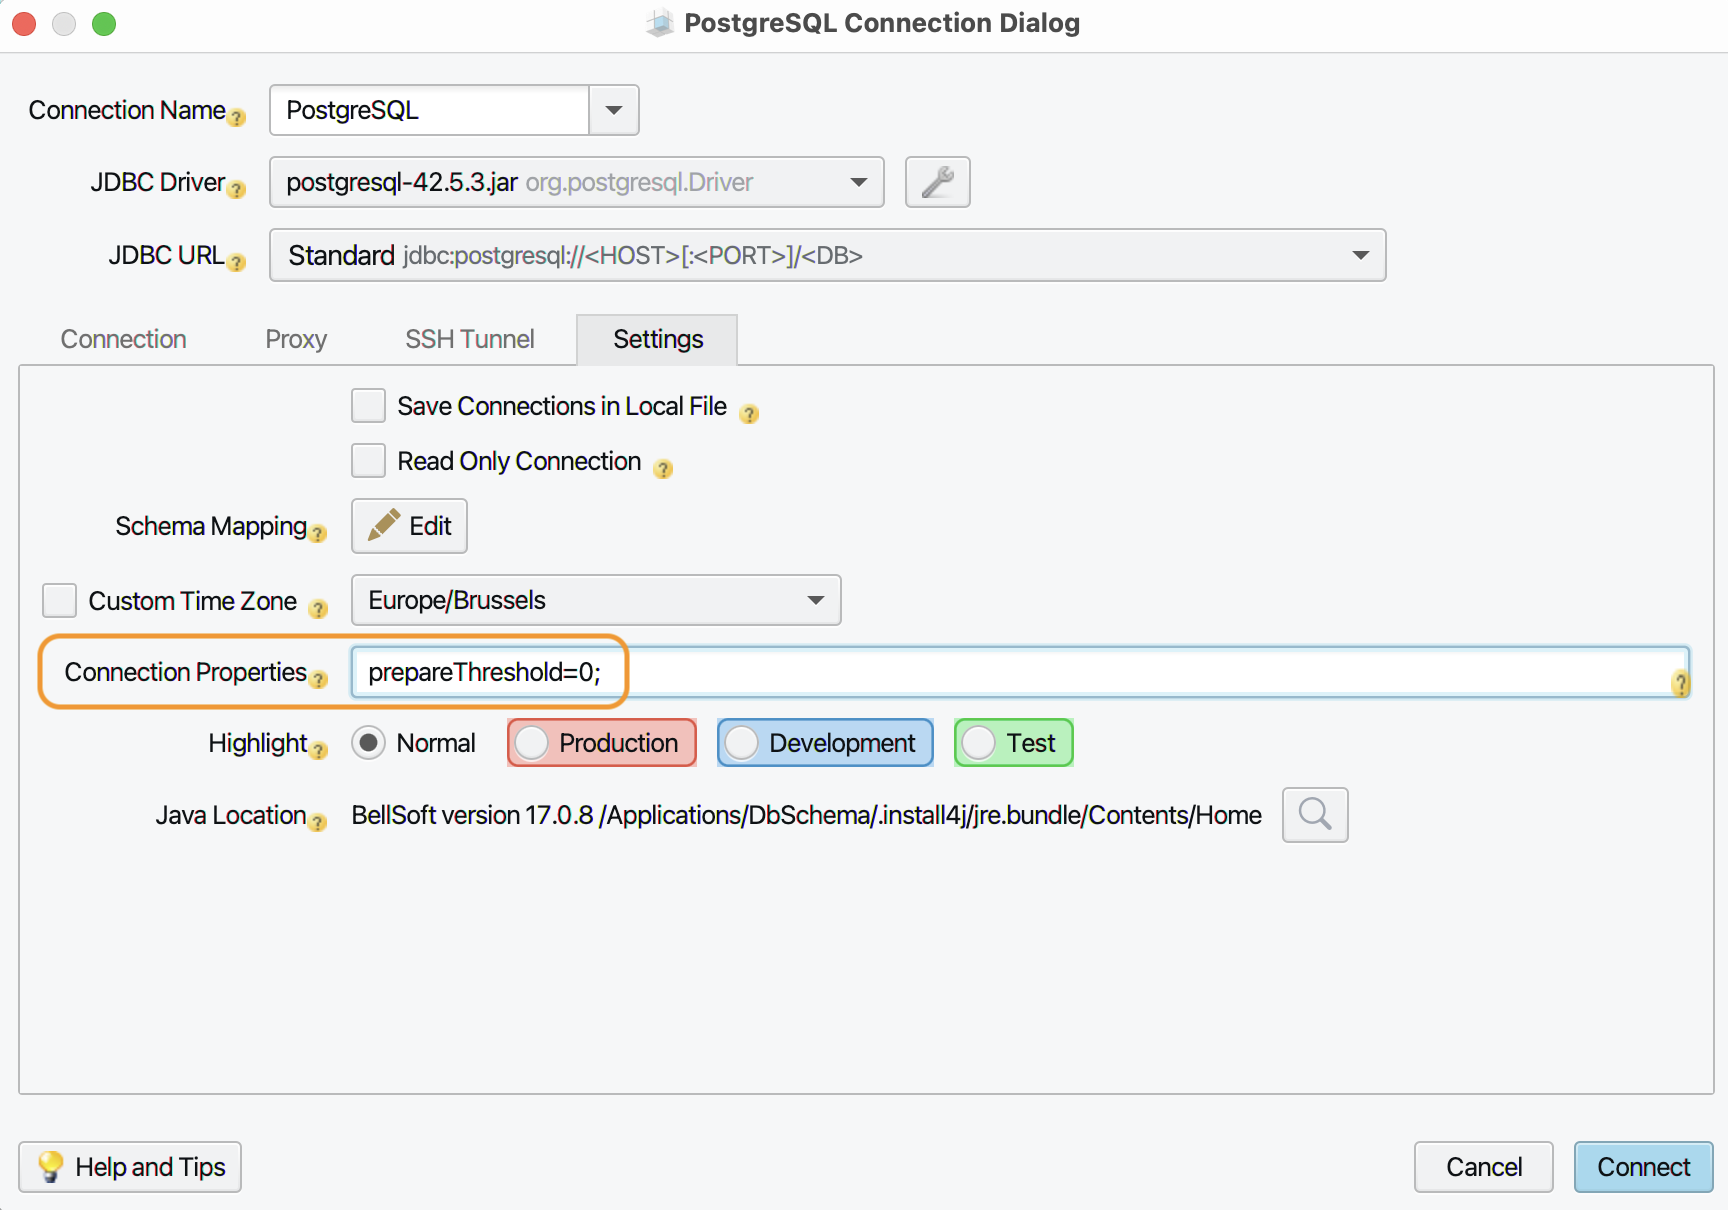 PostgreSQL Connection Dialog
Connection Name ? PostgreSQL
JDBC Driver ? postgresql-42.5.3.jar org.postgresql.Driver
JDBC URL ? Standard jdbc:postgresql://<HOST>[:<PORT>]/<DB>
Connection Proxy SSH Tunnel Settings
Save Connections in Local File ?
Read Only Connection ?
Schema Mapping ? Edit
Custom Time Zone ? Europe/Brussels
Connection Properties ? prepareThreshold=0; ?
Highlight ? Normal Production Development Test
Java Location ? BellSoft version 17.0.8 /Applications/DbSchema/.install4j/jre.bundle/Contents/Home
Help and Tips Cancel Connect